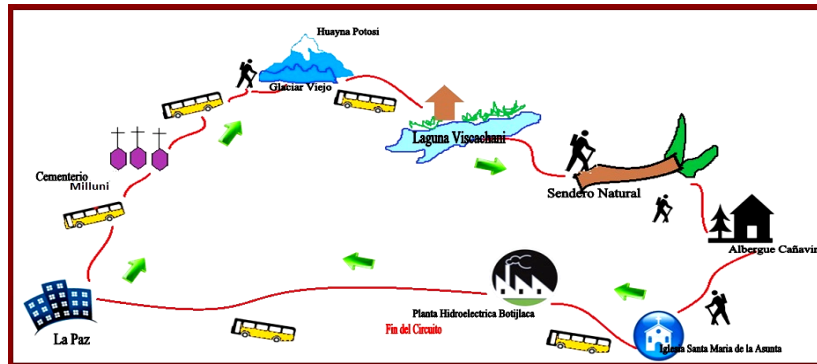 Huayna Potosi
Glaciar Viejo
Laguna Viscachani
Cementerio
Milluni
Sendero Natural
Albergue Cañavir
La Paz
Planta Hidroelectrica Botijlaca
Fin del Circuito
Iglesia Santa Maria de la Asunta